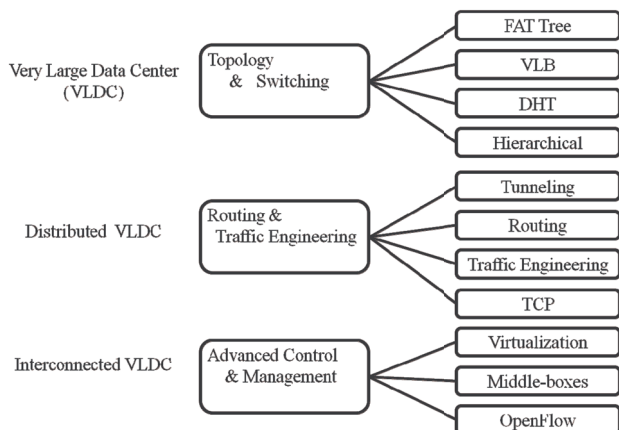 Very Large Data Center
(VLDC)
Topology
& Switching
FAT Tree
VLB
DHT
Hierarchical
Distributed VLDC
Routing &
Traffic Engineering
Tunneling
Routing
Traffic Engineering
TCP
Interconnected VLDC
Advanced Control
& Management
Virtualization
Middle-boxes
OpenFlow